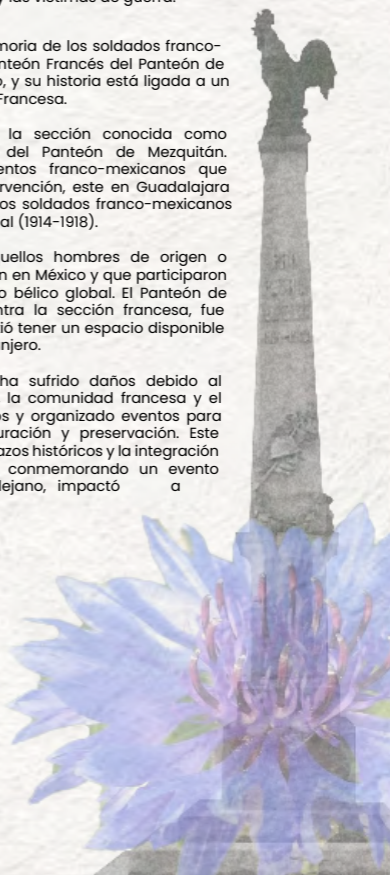 y las víctimas de guerra.
moria de los soldados franco-
nteón Francés del Panteón de
o, y su historia está ligada a un
Francesa.
la sección conocida como
del Panteón de Mezquitán.
entos franco-mexicanos que
rvención, este en Guadalajara
os soldados franco-mexicanos
al (1914-1918).
uellos hombres de origen o
n en México y que participaron
o bélico global. El Panteón de
ntra la sección francesa, fue
ió tener un espacio disponible
njero.
ha sufrido daños debido al
la comunidad francesa y el
os y organizado eventos para
uración y preservación. Este
azos históricos y la integración
conmemorando un evento
lejano, impactó a